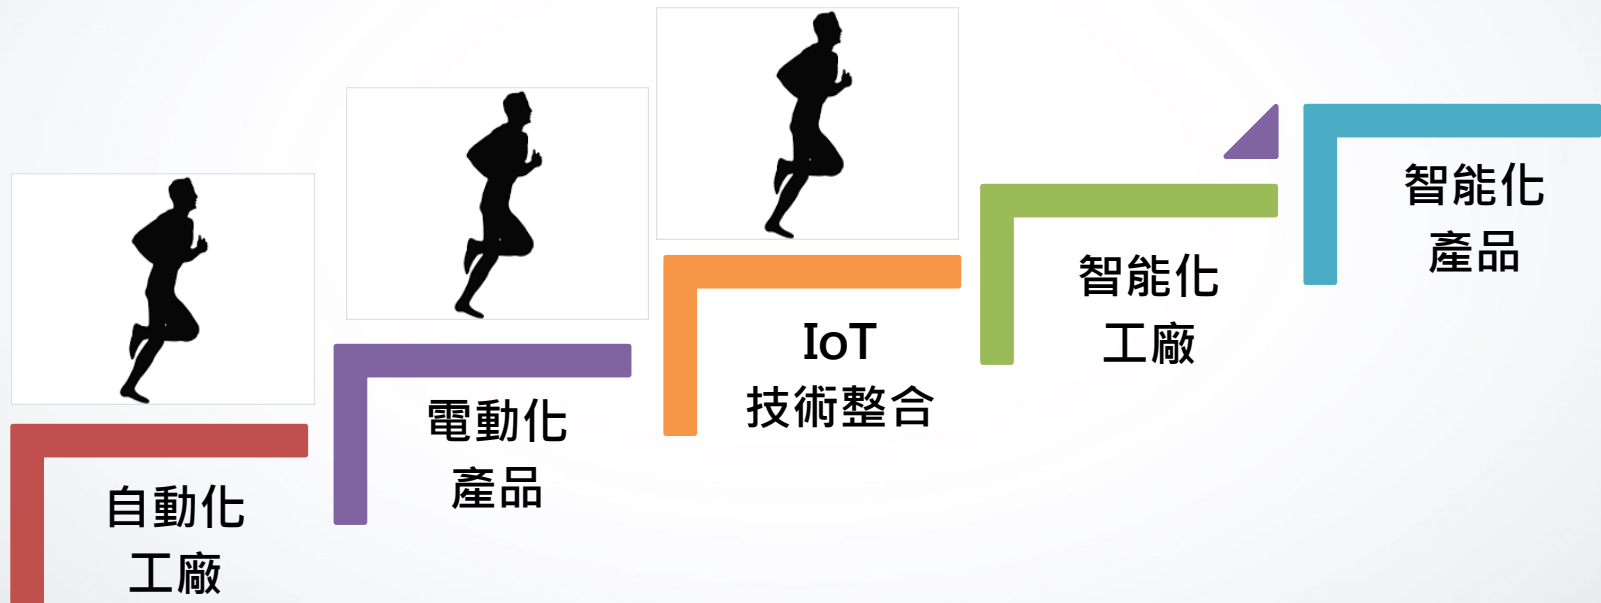 自動化
工廠
電動化
產品
IoT
技術整合
智能化
工廠
智能化
產品